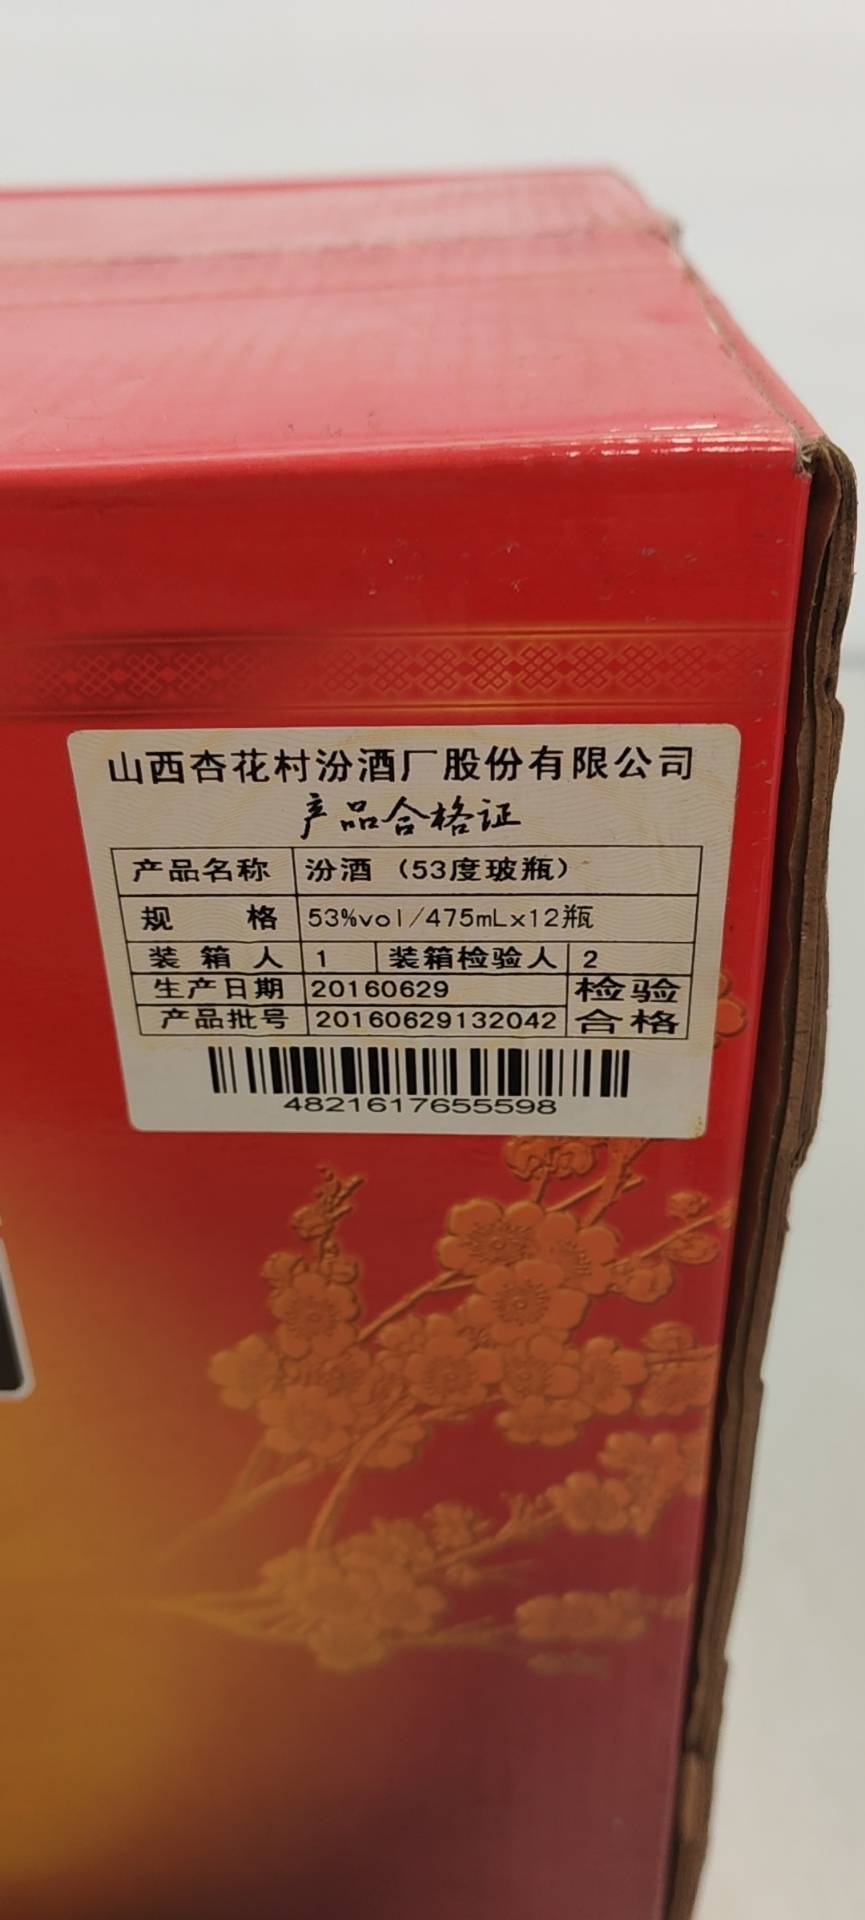 山西杏花村汾酒厂股份有限公司
产品合格证
产品名称 汾酒（53度玻瓶）
规 格 53%vol/475mLx12瓶
装 箱 人 1 装箱检验人 2
生产日期 20160629 检验
产品批号 20160629132042 合格
4821617655598